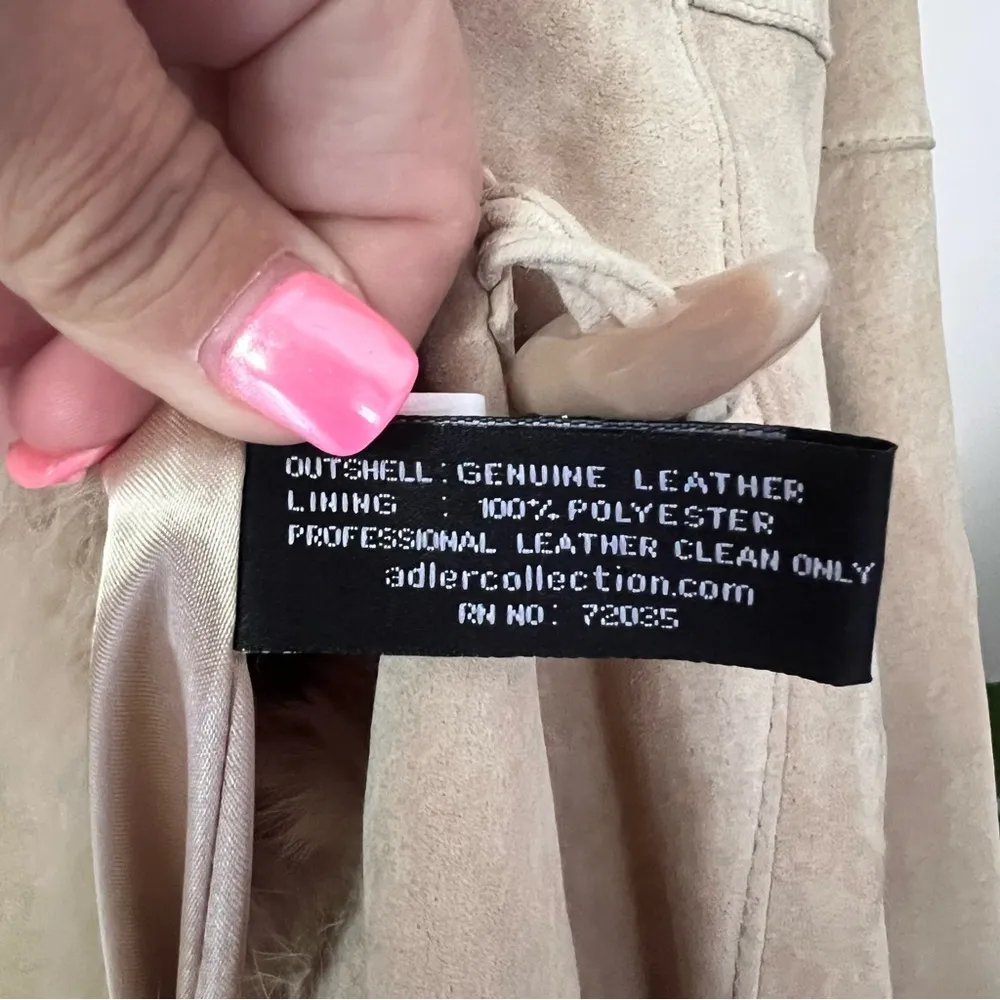 OUTSHELL: GENUINE LEATHER
LINING : 100% POLYESTER
PROFESSIONAL LEATHER CLEAN ONLY
adlercollection.com
RN NO: 72035